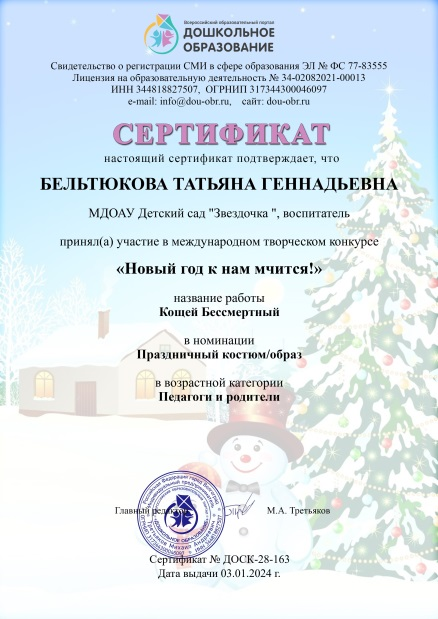 Всероссийский образовательный портал
ДОШКОЛЬНОЕ
ОБРАЗОВАНИЕ
Свидетельство о регистрации СМИ в сфере образования ЭЛ № ФС 77-83555
Лицензия на образовательную деятельность № 34-02082021-00013
ИНН 344818827507, ОГРНИП 317344300046097
e-mail: info@dou-obr.ru, сайт: dou-obr.ru
СЕРТИФИКАТ
настоящий сертификат подтверждает, что
БЕЛЬТЮКОВА ТАТЬЯНА ГЕННАДЬЕВНА
МДОАУ Детский сад "Звездочка ", воспитатель
принял(а) участие в международном творческом конкурсе
«Новый год к нам мчится!»
название работы
Кощей Бессмертный
в номинации
Праздничный костюм/образ
в возрастной категории
Педагоги и родители
Главный редактор М.А. Третьяков
Сертификат № ДОСК-28-163
Дата выдачи 03.01.2024 г.